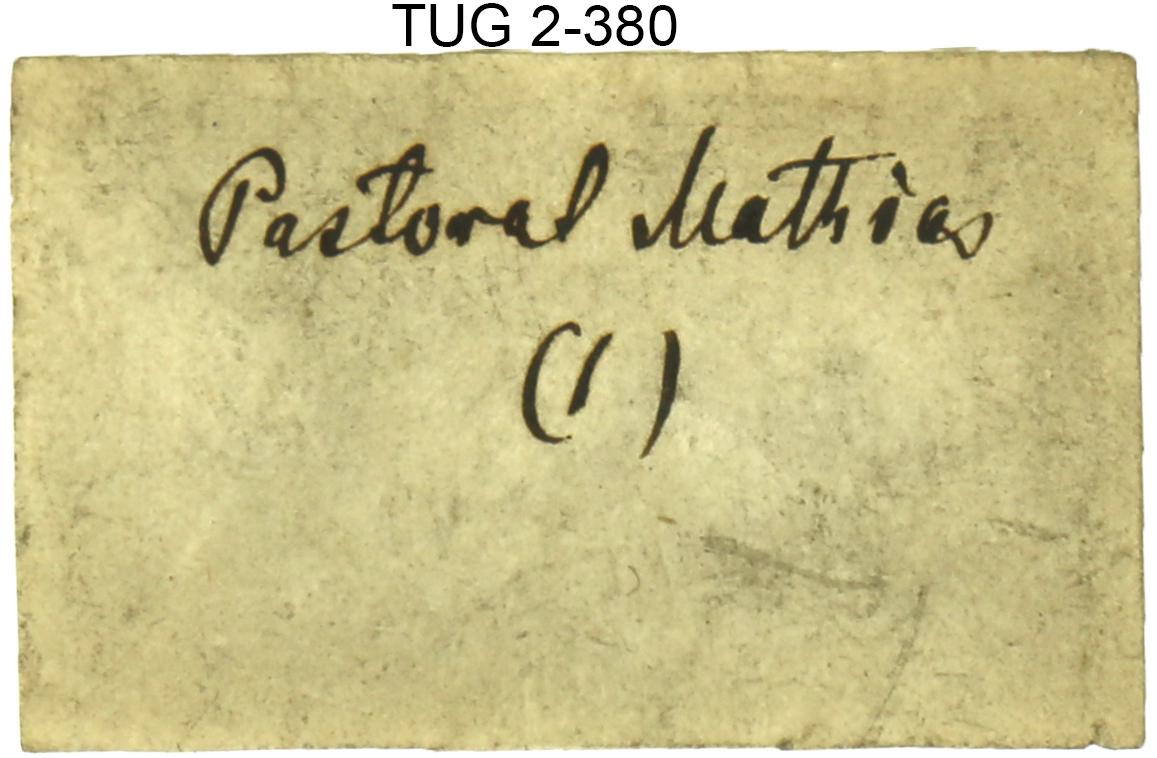 TUG 2-380
Pastoral Mathias
(1)